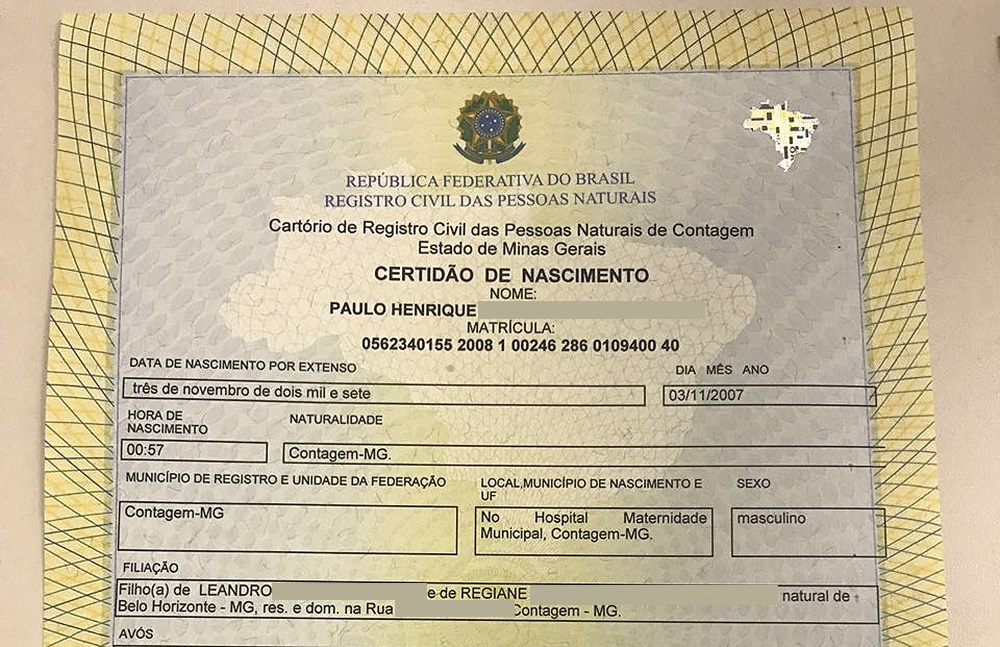 REPÚBLICA FEDERATIVA DO BRASIL
REGISTRO CIVIL DAS PESSOAS NATURAIS
Cartório de Registro Civil das Pessoas Naturais de Contagem
Estado de Minas Gerais
CERTIDÃO DE NASCIMENTO
NOME:
PAULO HENRIQUE
MATRÍCULA:
0562340155 2008 1 00246 286 0109400 40
DATA DE NASCIMENTO POR EXTENSO
DIA MÊS ANO
três de novembro de dois mil e sete
03/11/2007
HORA DE
NASCIMENTO
NATURALIDADE
00:57
Contagem-MG.
MUNICÍPIO DE REGISTRO E UNIDADE DA FEDERAÇÃO
LOCAL,MUNICÍPIO DE NASCIMENTO E
UF
SEXO
Contagem-MG
No Hospital Maternidade
Municipal, Contagem-MG.
masculino
FILIAÇÃO
Filho(a) de LEANDRO e de REGIANE natural de
Belo Horizonte - MG, res. e dom. na Rua Contagem - MG.
AVÓS